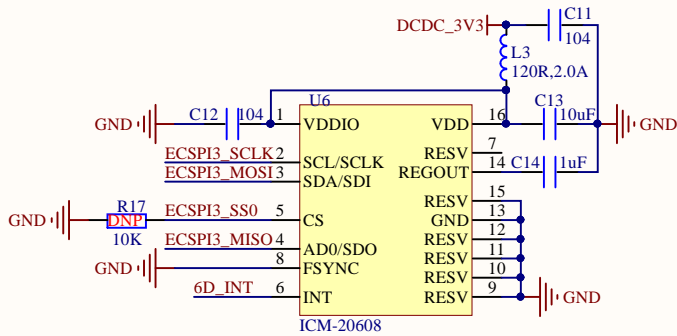 C11
DCDC_3V3
104
L3
120R,2.0A
U6
C12 104 1 VDDIO VDD 16 C13 10uF
GND GND
7
RESV
ECSPI3_SCLK 2 SCL/SCLK REGOUT 14 C14 1uF
ECSPI3_MOSI 3 SDA/SDI
RESV 15
R17 ECSPI3_SS0 5 CS GND 13
GND DNP
10K RESV 12
ECSPI3_MISO 4 AD0/SDO RESV 11
GND 8 FSYNC RESV 10
6D_INT 6 INT RESV 9 GND
ICM-20608